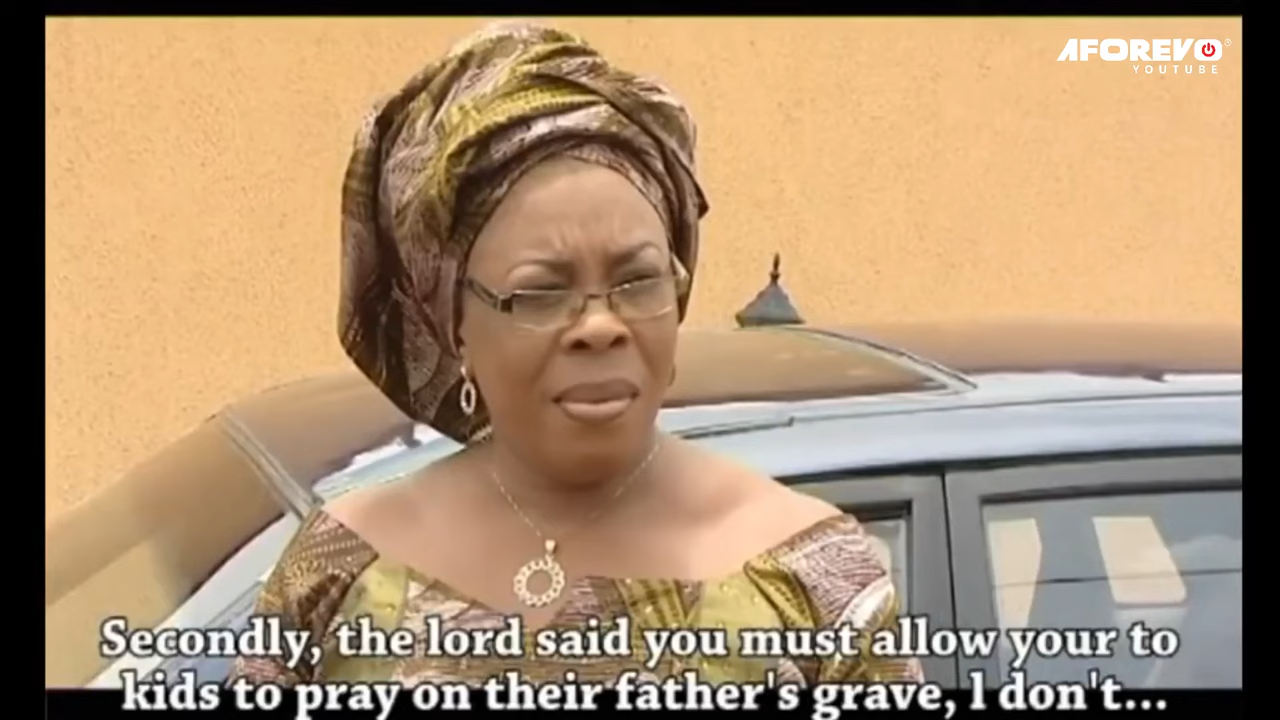 AFOREVO
YOUTUBE
Secondly, the lord said you must allow your to
kids to pray on their father's grave, I don't...